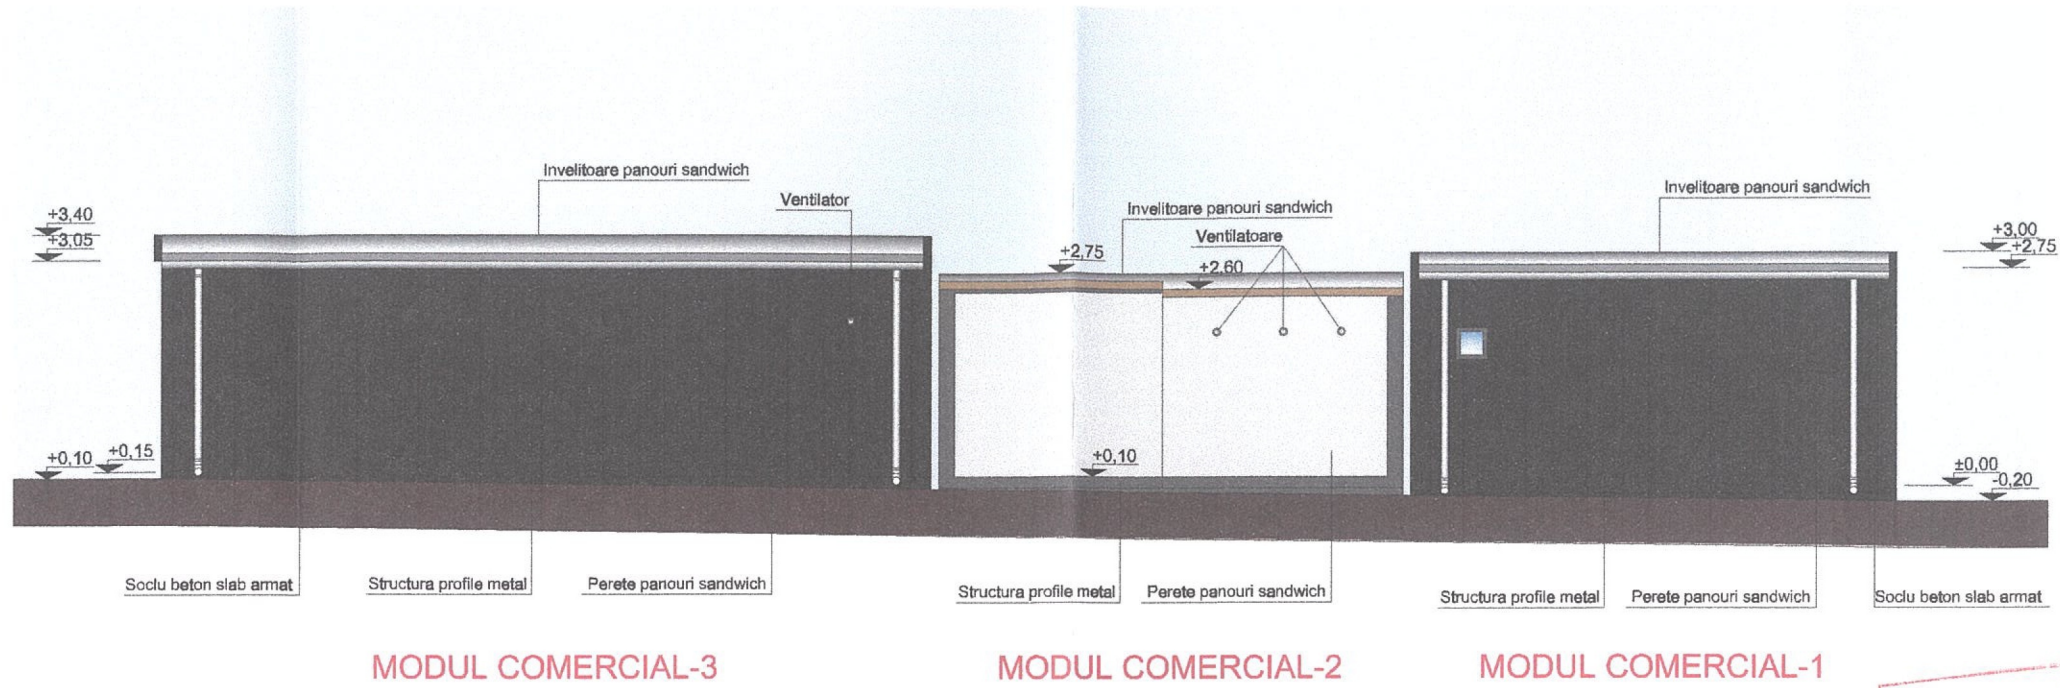 Invelitoare panouri sandwich
Ventilator
Invelitoare panouri sandwich
Ventilatoare
Invelitoare panouri sandwich
+3,40
+3,05
+2,75
+2,60
+3,00
+2,75
+0,10
+0,15
+0,10
±0,00
-0,20
Soclu beton slab armat
Structura profile metal
Perete panouri sandwich
Structura profile metal
Perete panouri sandwich
Structura profile metal
Perete panouri sandwich
Soclu beton slab armat
MODUL COMERCIAL-3
MODUL COMERCIAL-2
MODUL COMERCIAL-1